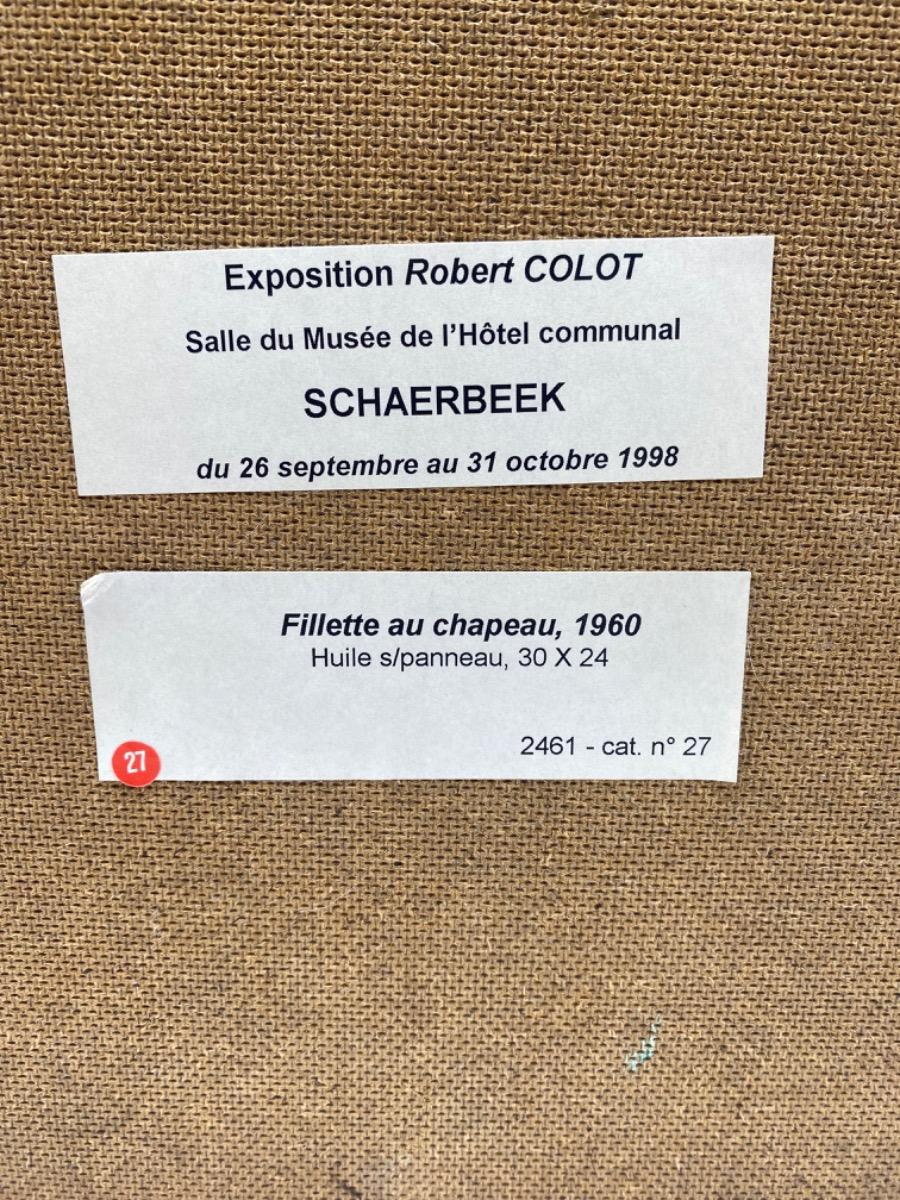 Exposition Robert COLOT
Salle du Musée de l'Hôtel communal
SCHAERBEEK
du 26 septembre au 31 octobre 1998
Fillette au chapeau, 1960
Huile s/panneau, 30 X 24
2461 - cat. n° 27
27